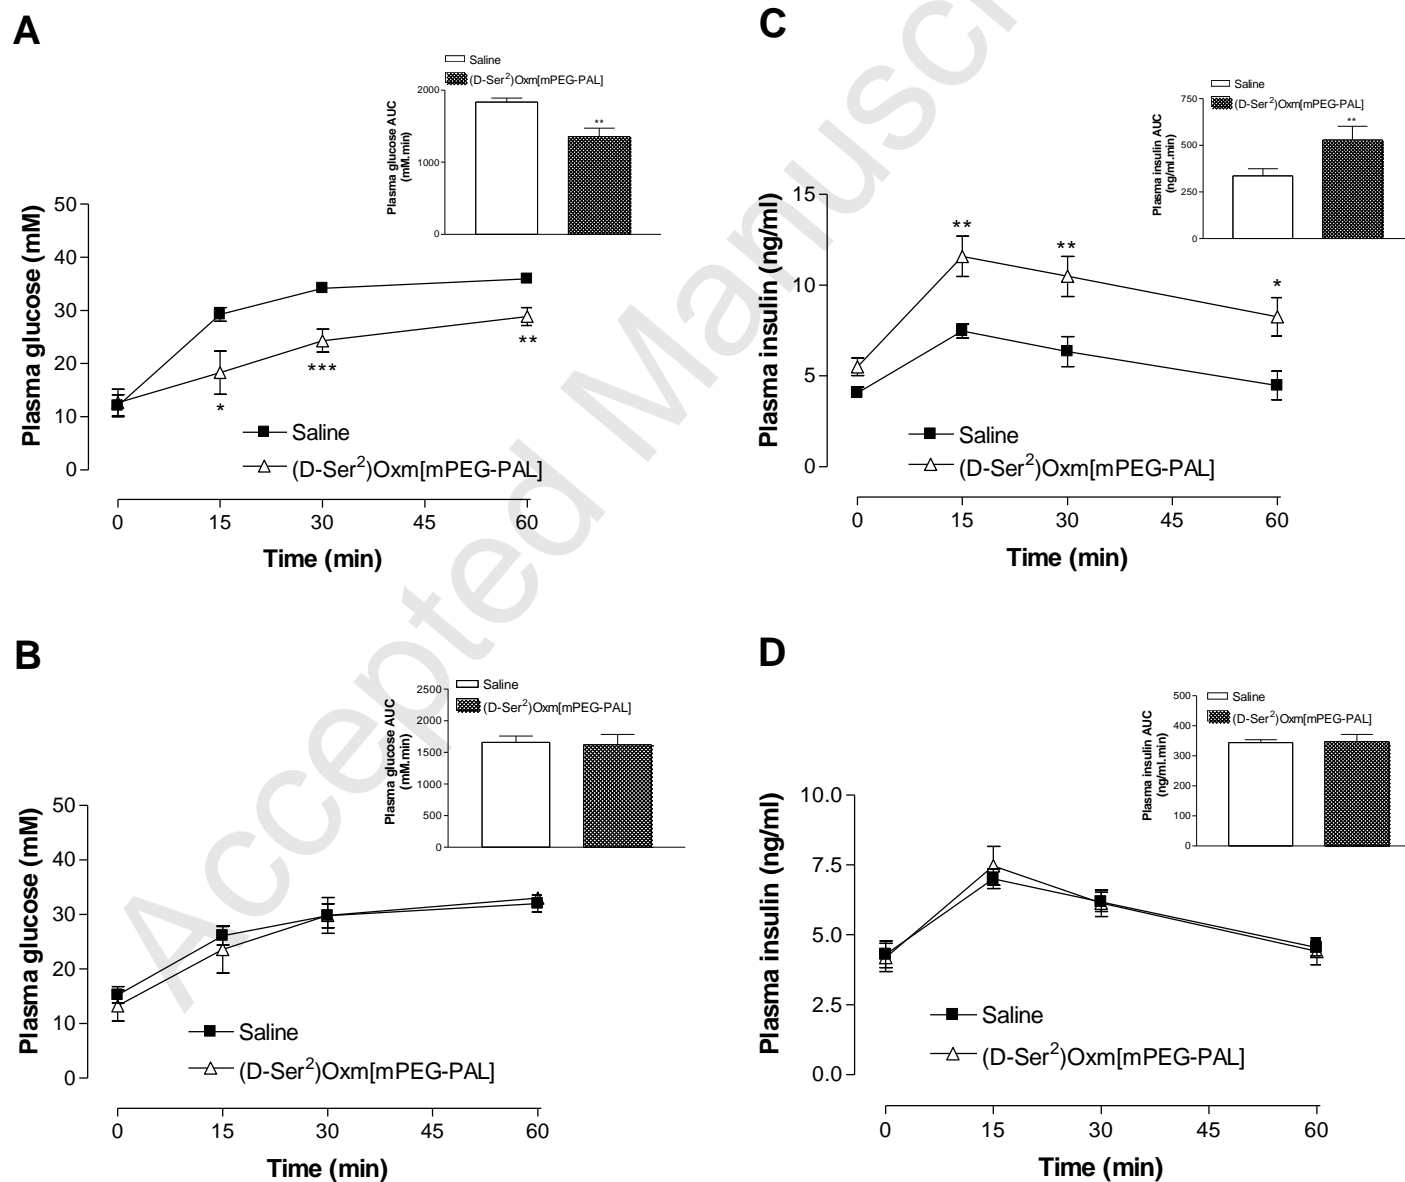 A
Saline
(D-Ser²)Oxm[mPEG-PAL]
Plasma glucose AUC
(mM.min)
2000
1000
0
**
Plasma glucose (mM)
50
40
30
20
10
0
*
***
**
Saline
(D-Ser²)Oxm[mPEG-PAL]
0 15 30 45 60
Time (min)
C
Saline
(D-Ser²)Oxm[mPEG-PAL]
Plasma insulin AUC
(ng/ml.min)
750
500
250
0
**
Plasma insulin (ng/ml)
15
10
5
0
**
**
*
Saline
(D-Ser²)Oxm[mPEG-PAL]
0 15 30 45 60
Time (min)
B
Saline
(D-Ser²)Oxm[mPEG-PAL]
Plasma glucose AUC
(mM.min)
2500
2000
1500
1000
500
0
Plasma glucose (mM)
50
40
30
20
10
0
Saline
(D-Ser²)Oxm[mPEG-PAL]
0 15 30 45 60
Time (min)
D
Saline
(D-Ser²)Oxm[mPEG-PAL]
Plasma insulin AUC
(ng/ml.min)
500
400
300
200
100
0
Plasma insulin (ng/ml)
10.0
7.5
5.0
2.5
0.0
Saline
(D-Ser²)Oxm[mPEG-PAL]
0 15 30 45 60
Time (min)
Accepted Manusc